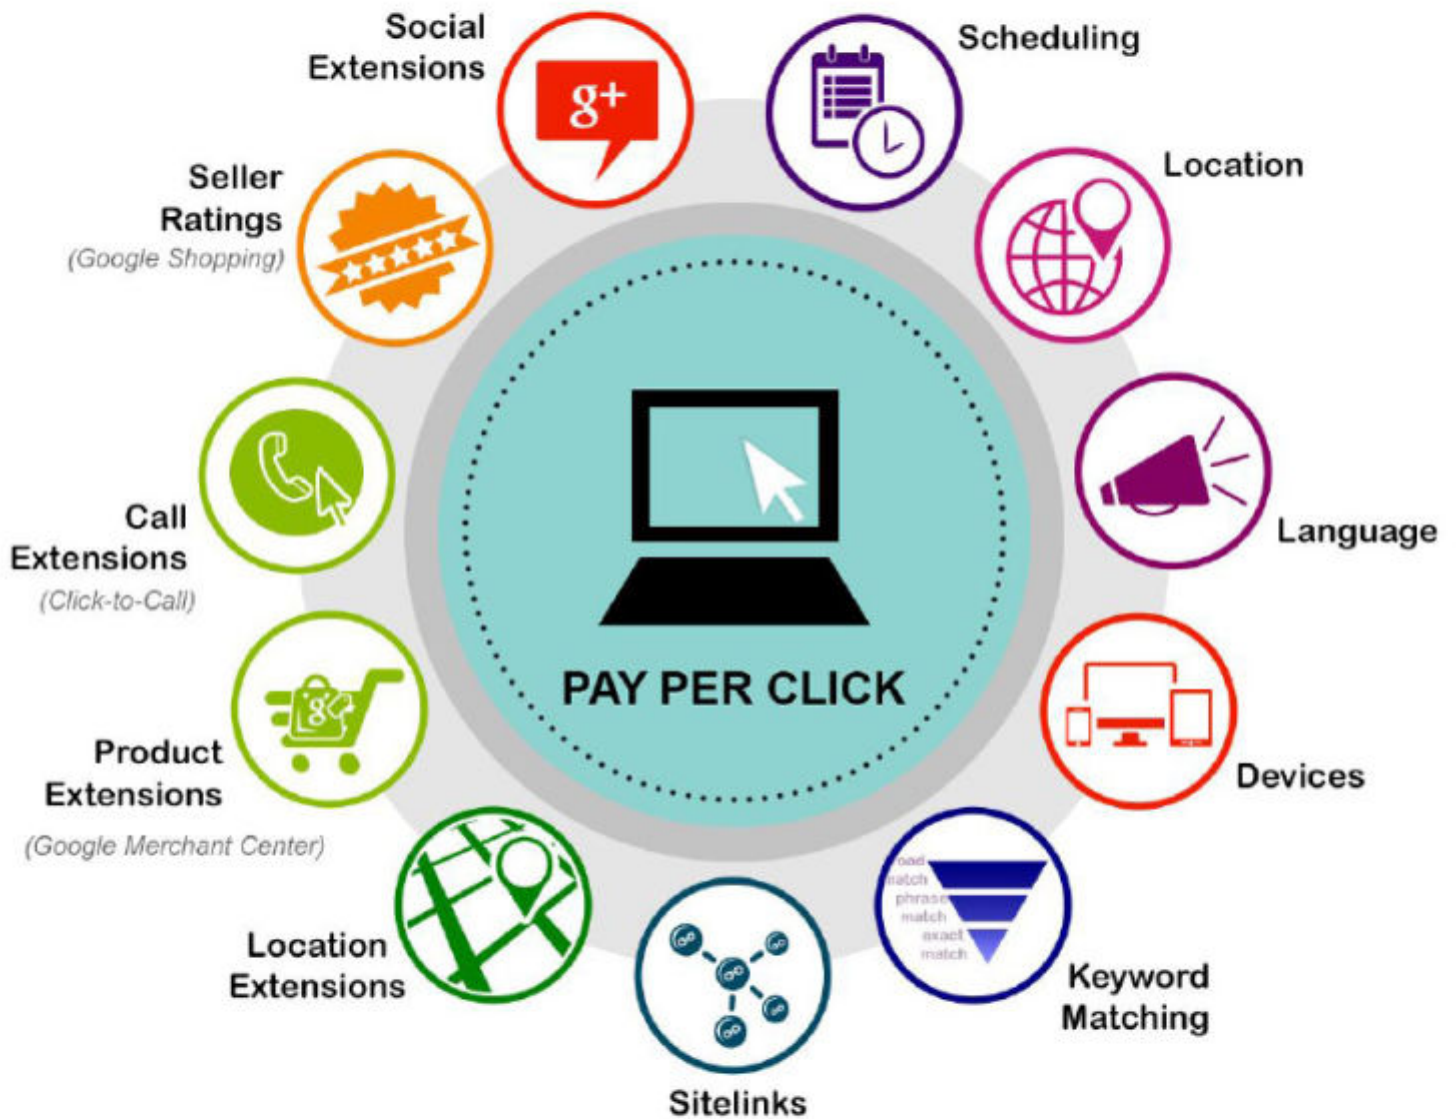 Social
Extensions
g+
Scheduling
Location
Seller
Ratings
(Google Shopping)
Language
Call
Extensions
(Click-to-Call)
PAY PER CLICK
Devices
g
Product
Extensions
(Google Merchant Center)
phrase
match
exact
match
Keyword
Matching
Location
Extensions
Sitelinks